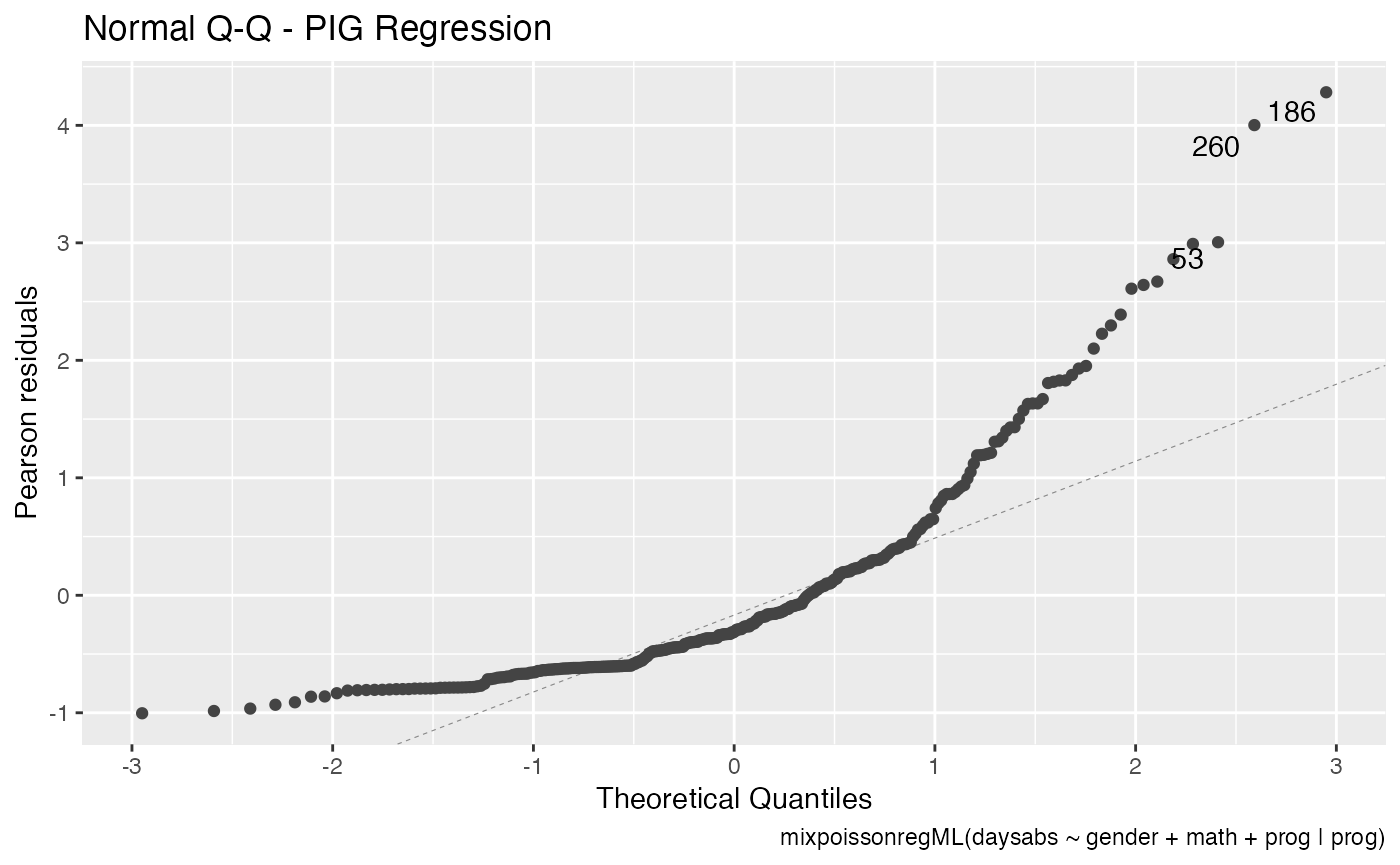 Normal Q-Q - PIG Regression
186
4
260
3
53
2
1
0
-1
Pearson residuals
-3 -2 -1 0 1 2 3
Theoretical Quantiles
mixpoissonregML(daysabs ~ gender + math + prog | prog)